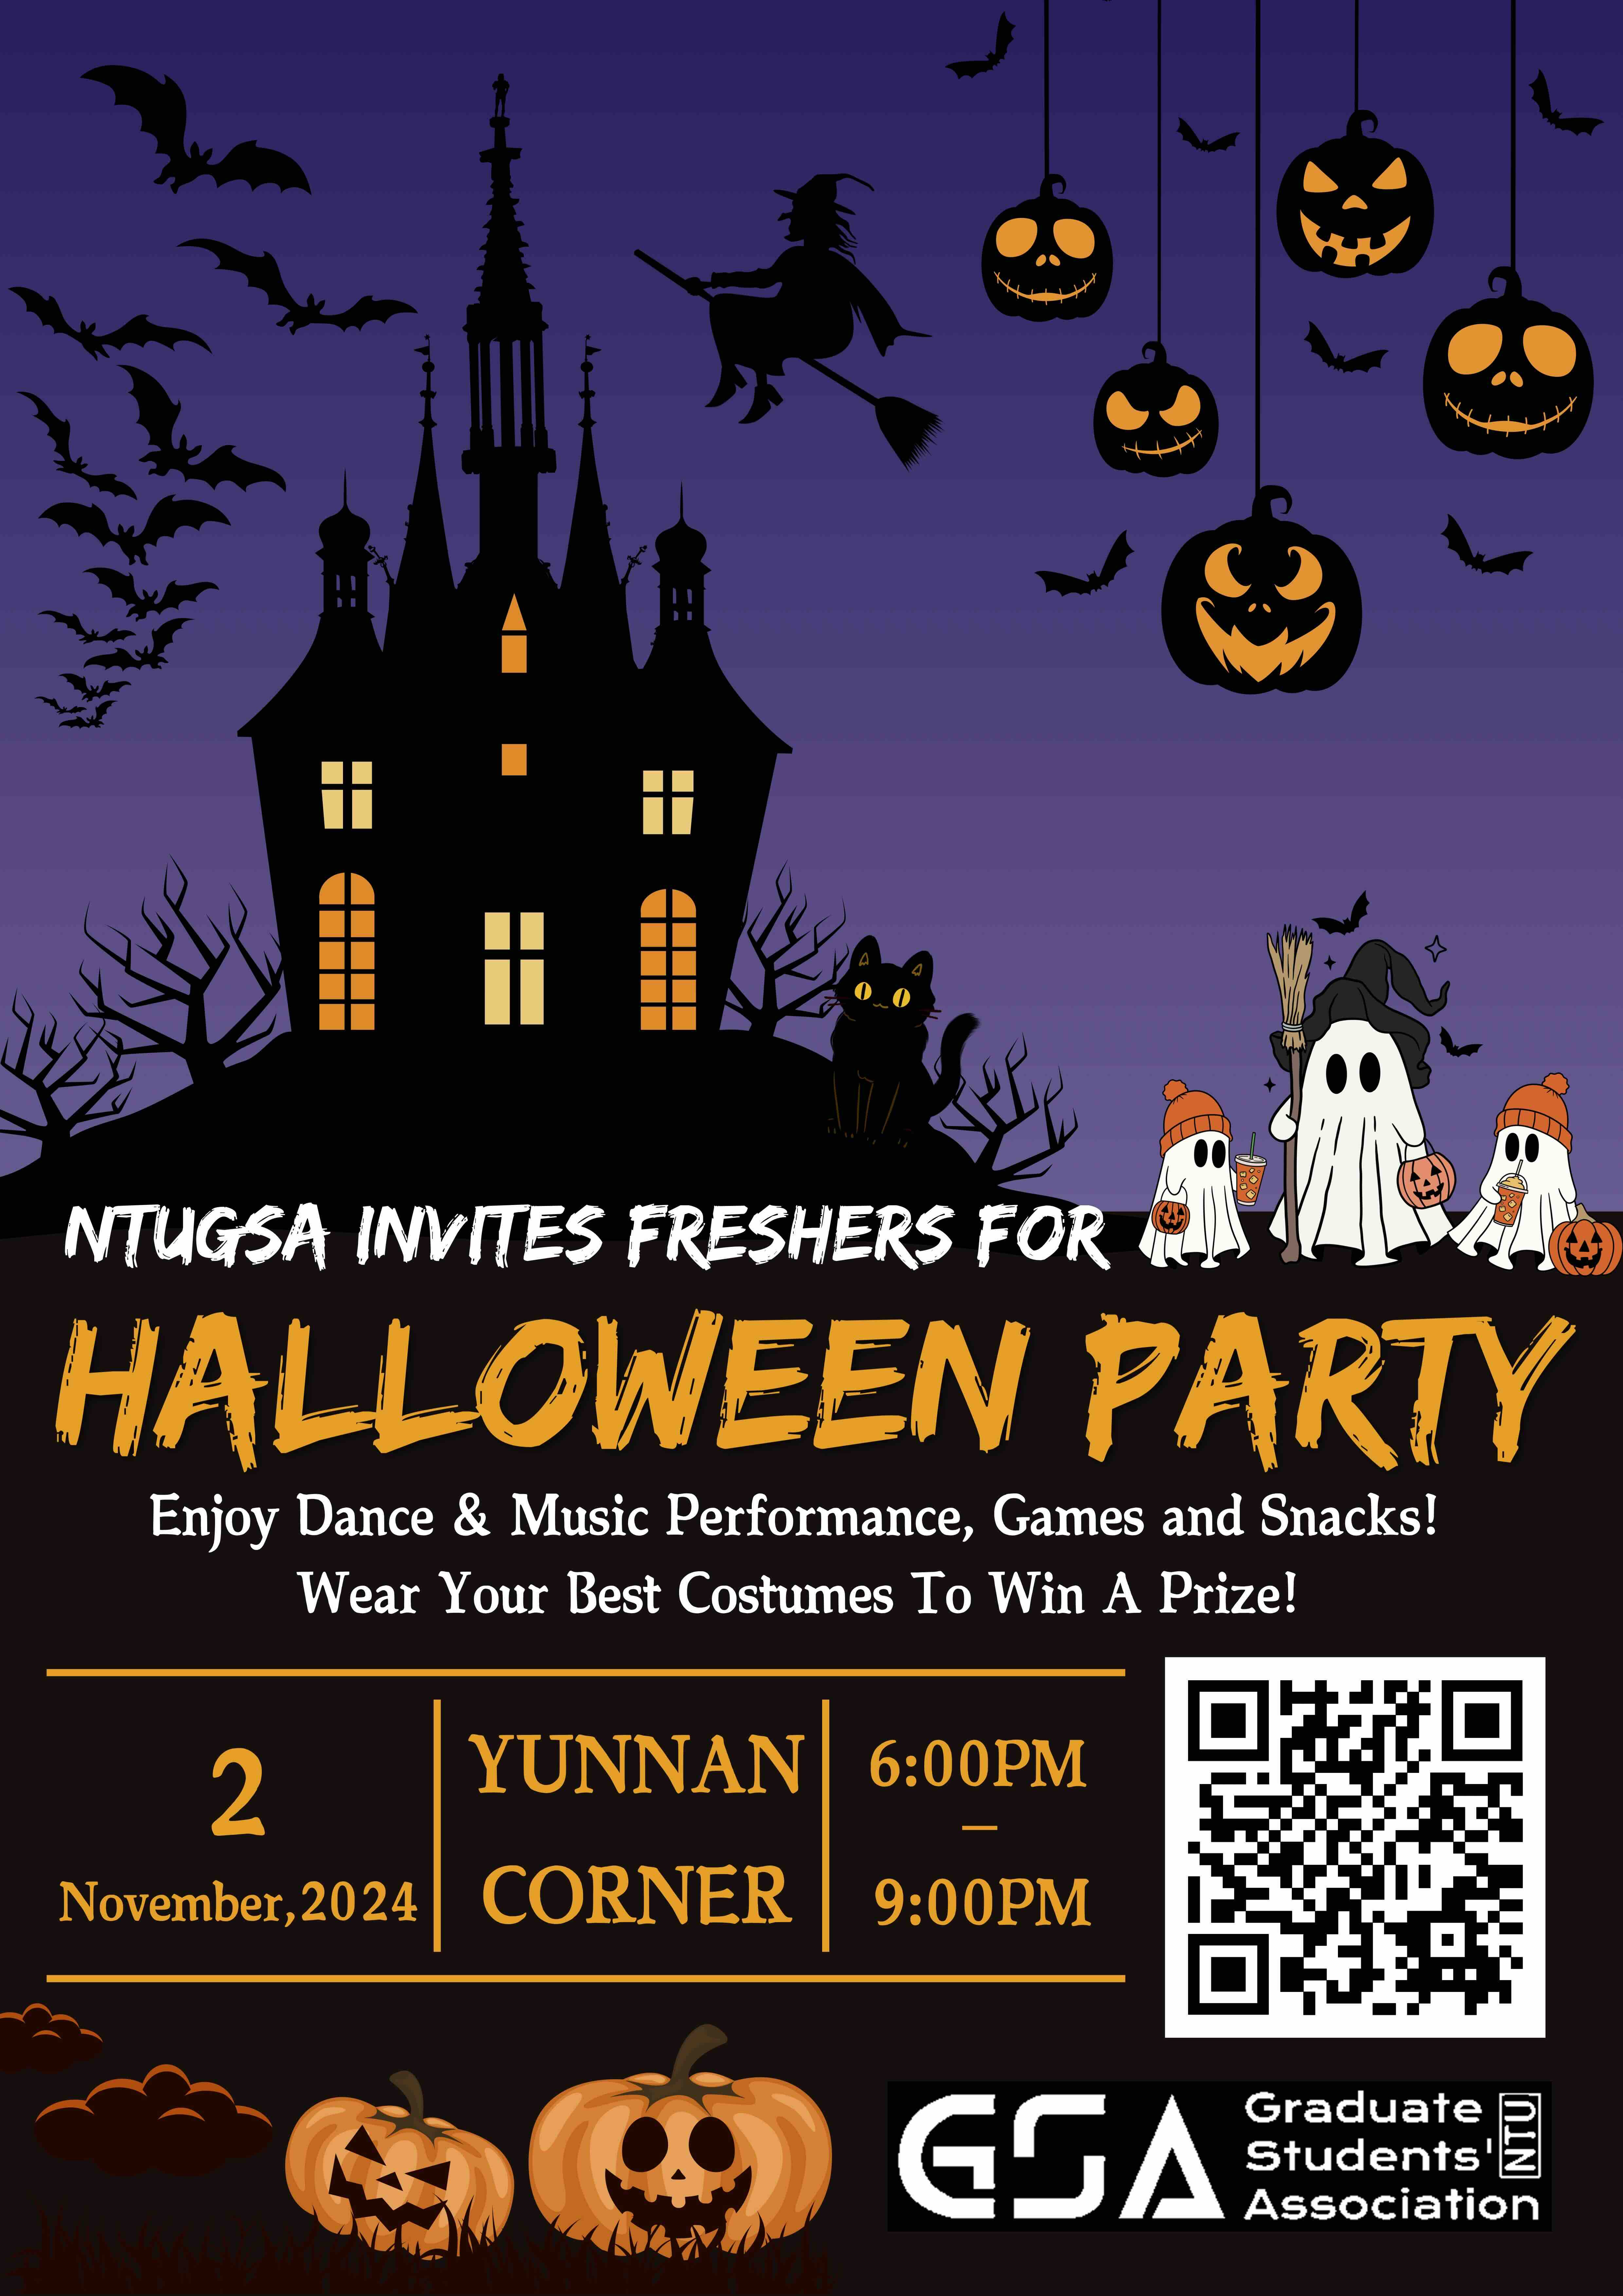 NTUGSA INVITES FRESHERS FOR
HALLOWEEN PARTY
Enjoy Dance & Music Performance, Games and Snacks!
Wear Your Best Costumes To Win A Prize!
2
November,2024
YUNNAN
CORNER
6:00PM
–
9:00PM
GSA
Graduate
Students'
Association
NTU